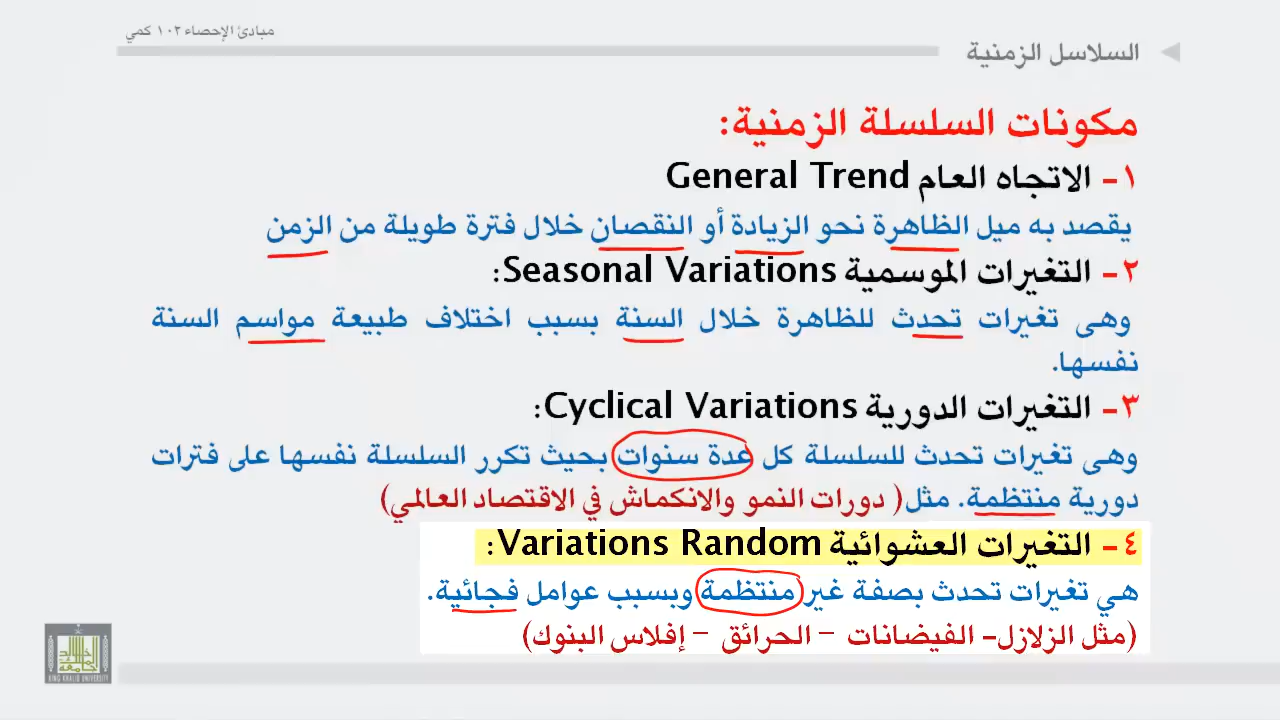 مبادئ الإحصاء ١٠٢ كمي
السلاسل الزمنية
مكونات السلسلة الزمنية:
١- الاتجاه العام General Trend
يقصد به ميل الظاهرة نحو الزيادة أو النقصان خلال فترة طويلة من الزمن
٢- التغيرات الموسمية Seasonal Variations:
وهى تغيرات تحدث للظاهرة خلال السنة بسبب اختلاف طبيعة مواسم السنة
نفسها.
٣- التغيرات الدورية Cyclical Variations:
وهى تغيرات تحدث للسلسلة كل عدة سنوات بحيث تكرر السلسلة نفسها على فترات
دورية منتظمة. مثل( دورات النمو والانكماش في الاقتصاد العالمي)
٤- التغيرات العشوائية Variations Random:
هي تغيرات تحدث بصفة غير منتظمة وبسبب عوامل فجائية.
(مثل الزلازل- الفيضانات – الحرائق – إفلاس البنوك)
KING KHALID UNIVERSITY